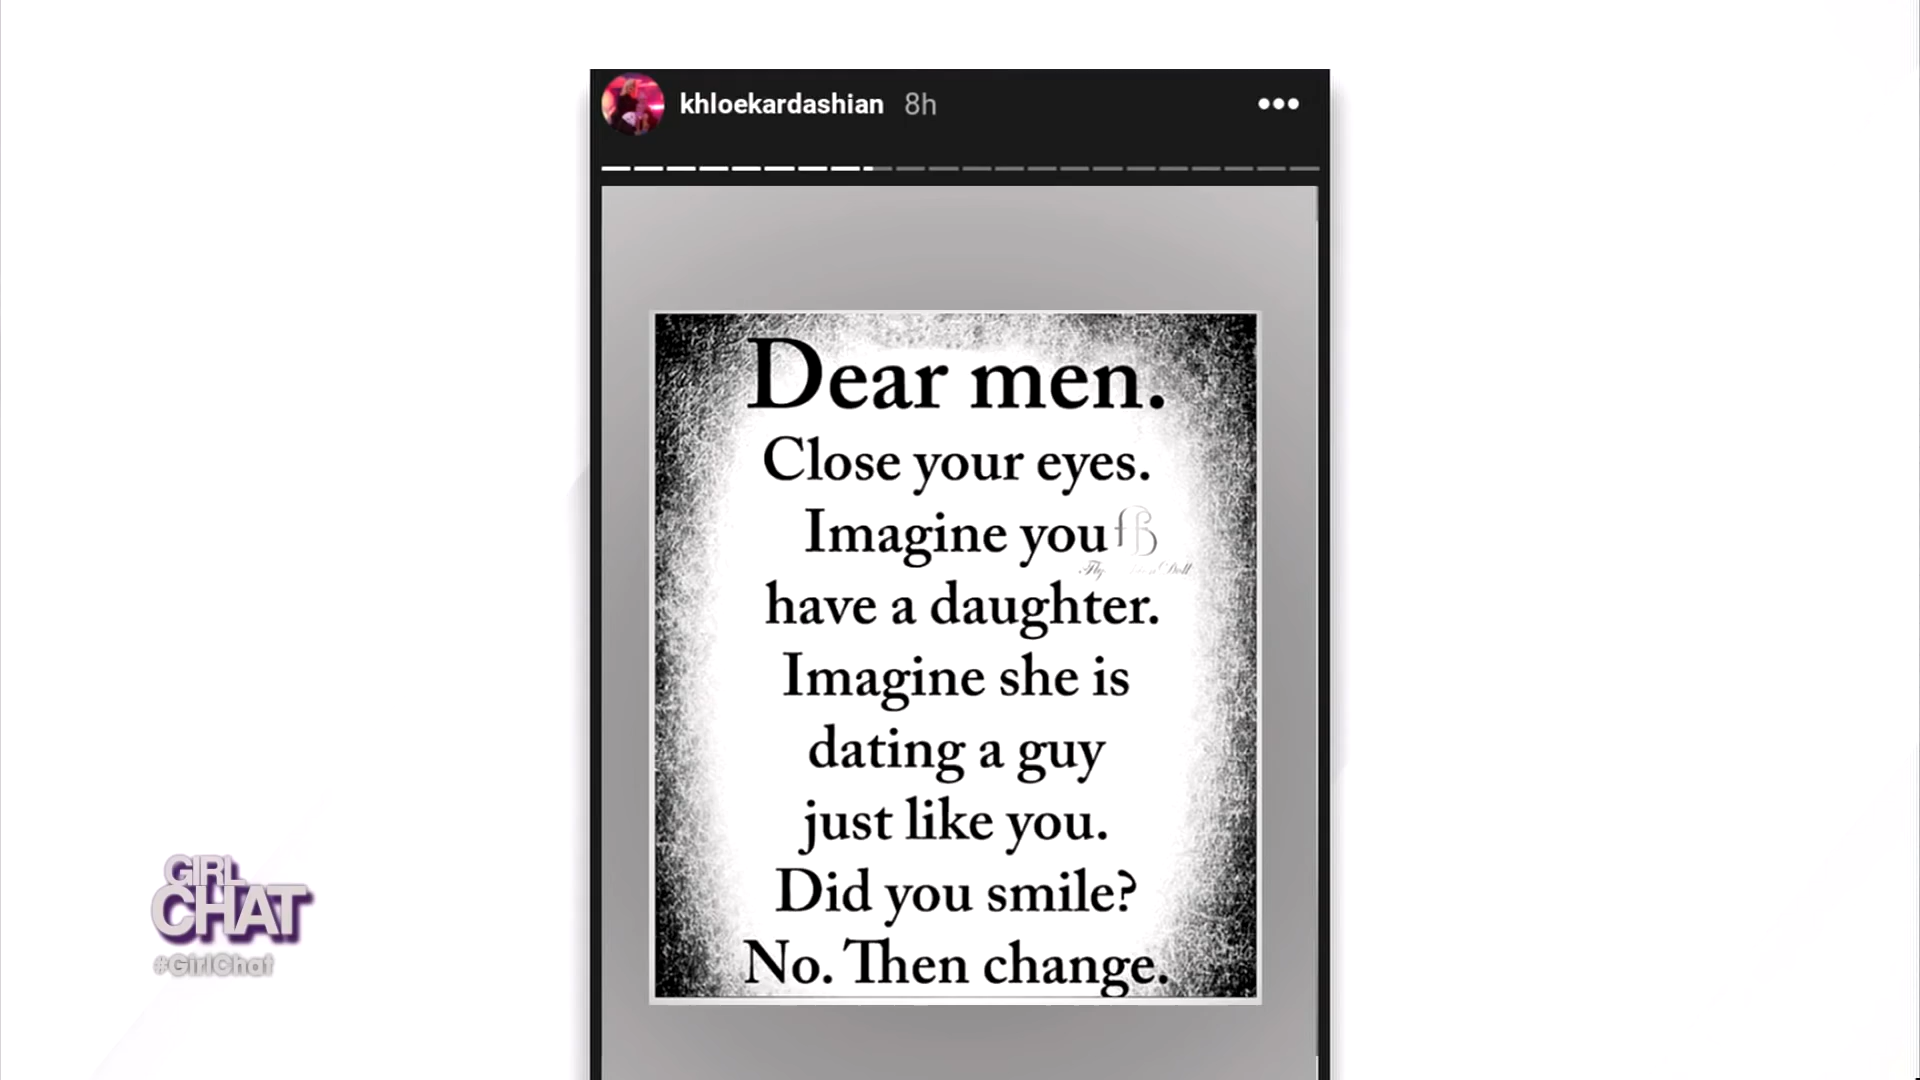 khloekardashian 8h
Dear men.
Close your eyes.
Imagine you
fB
have a daughter.
Imagine she is
dating a guy
just like you.
Did you smile?
No. Then change.
GIRL
CHAT
#GirlChat